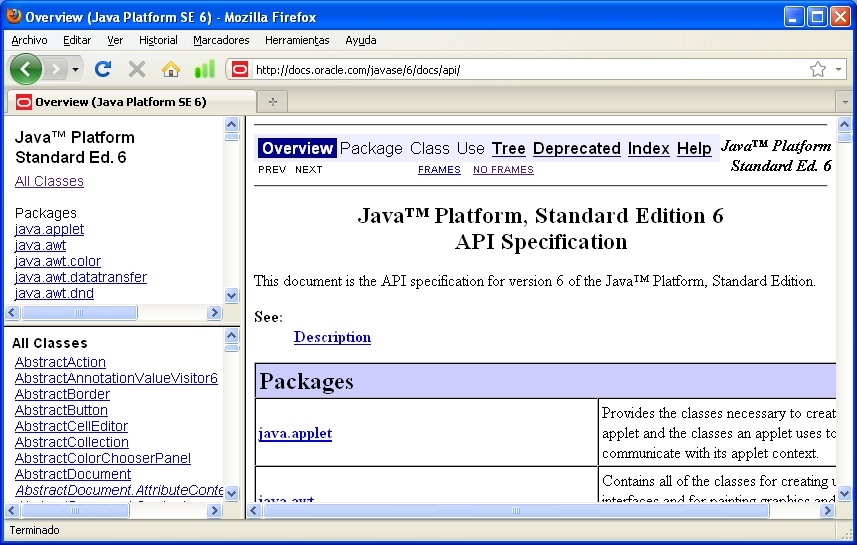 Overview (Java Platform SE 6) - Mozilla Firefox
Archivo Editar Ver Historial Marcadores Herramientas Ayuda
http://docs.oracle.com/javase/6/docs/api/
Overview (Java Platform SE 6)
Java™ Platform
Standard Ed. 6
All Classes
Packages
java.applet
java.awt
java.awt.color
java.awt.datatransfer
java.awt.dnd
All Classes
AbstractAction
AbstractAnnotationValueVisitor6
AbstractBorder
AbstractButton
AbstractCellEditor
AbstractCollection
AbstractColorChooserPanel
AbstractDocument
AbstractDocument.AttributeConte
Overview Package Class Use Tree Deprecated Index Help
Java™ Platform
Standard Ed. 6
PREV NEXT FRAMES NO FRAMES
Java™ Platform, Standard Edition 6
API Specification
This document is the API specification for version 6 of the Java™ Platform, Standard Edition.
See:
Description
Packages
java.applet
Provides the classes necessary to creat
applet and the classes an applet uses to
communicate with its applet context.
java.awt
Contains all of the classes for creating u
interfaces and for painting graphics and
Terminado